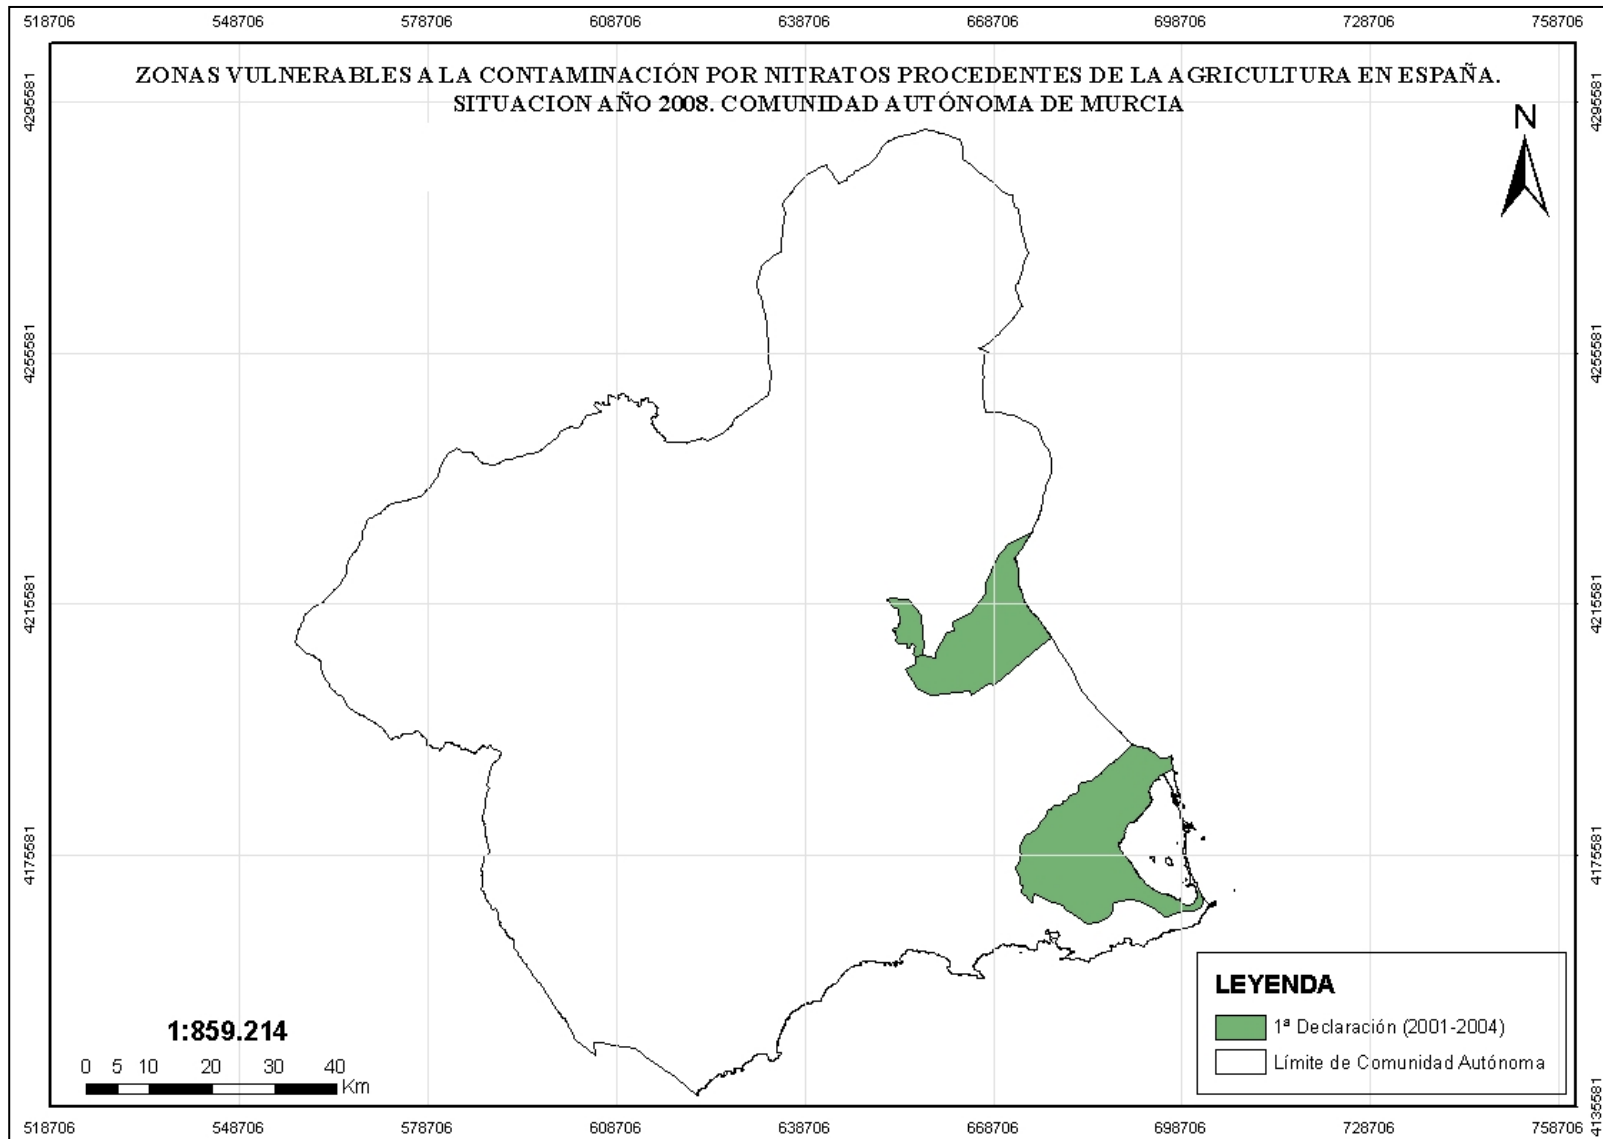 518706 548706 578706 608706 638706 668706 698706 728706 758706
ZONAS VULNERABLES A LA CONTAMINACIÓN POR NITRATOS PROCEDENTES DE LA AGRICULTURA EN ESPAÑA.
SITUACION AÑO 2008. COMUNIDAD AUTÓNOMA DE MURCIA
4295581 4295581
N
4255581 4255581
4215581 4215581
4175581 4175581
LEYENDA
1ª Declaración (2001-2004)
Límite de Comunidad Autónoma
1:859.214
0 5 10 20 30 40
Km
4135581
518706 548706 578706 608706 638706 668706 698706 728706 758706